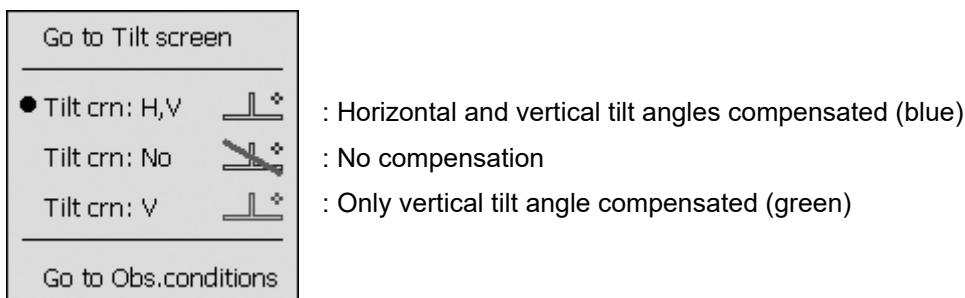 Go to Tilt screen
Tilt crn: H,V : Horizontal and vertical tilt angles compensated (blue)
Tilt crn: No : No compensation
Tilt crn: V : Only vertical tilt angle compensated (green)
Go to Obs.conditions